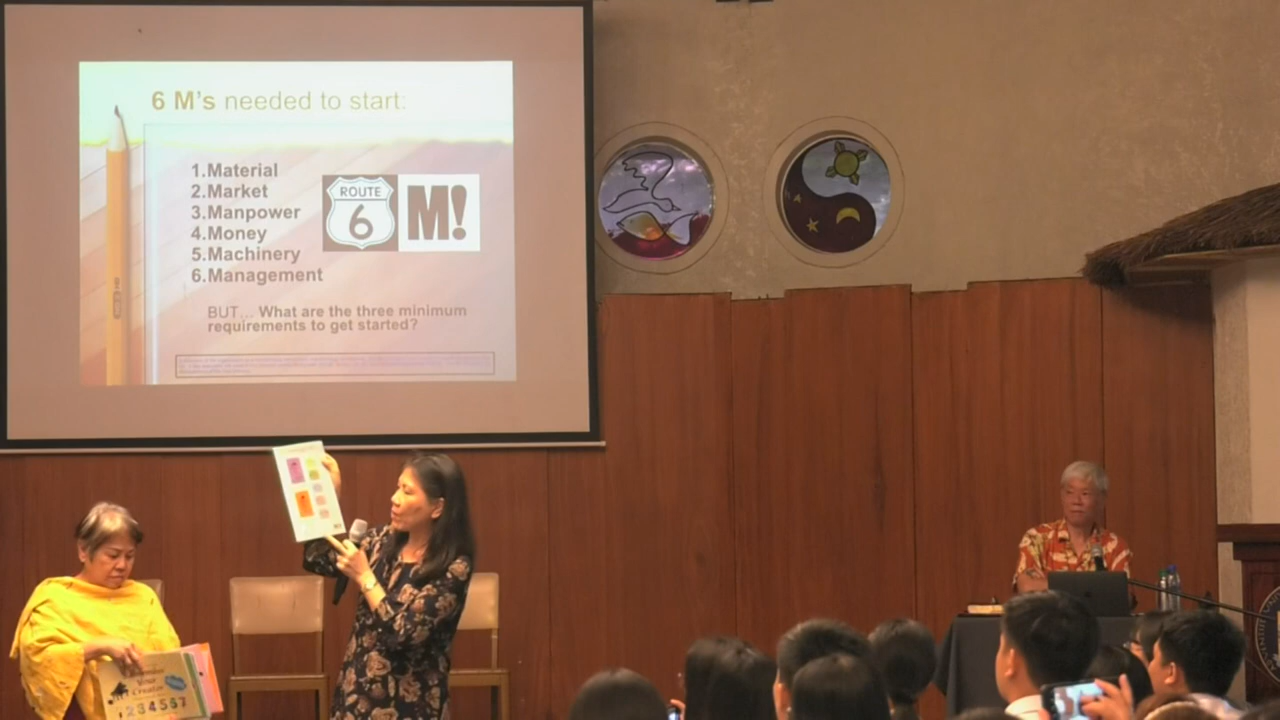 6 M's needed to start:
1.Material
2.Market
3.Manpower
4.Money
5.Machinery
6.Management
ROUTE
6
M!
BUT... What are the three minimum
requirements to get started?
Your
Creator
1234567